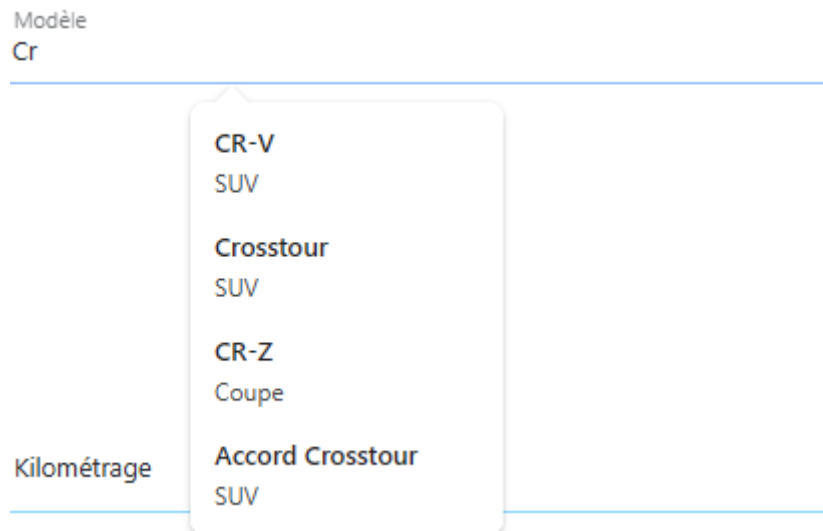 Modèle
Cr
CR-V
SUV
Crosstour
SUV
CR-Z
Coupe
Accord Crosstour
SUV
Kilométrage